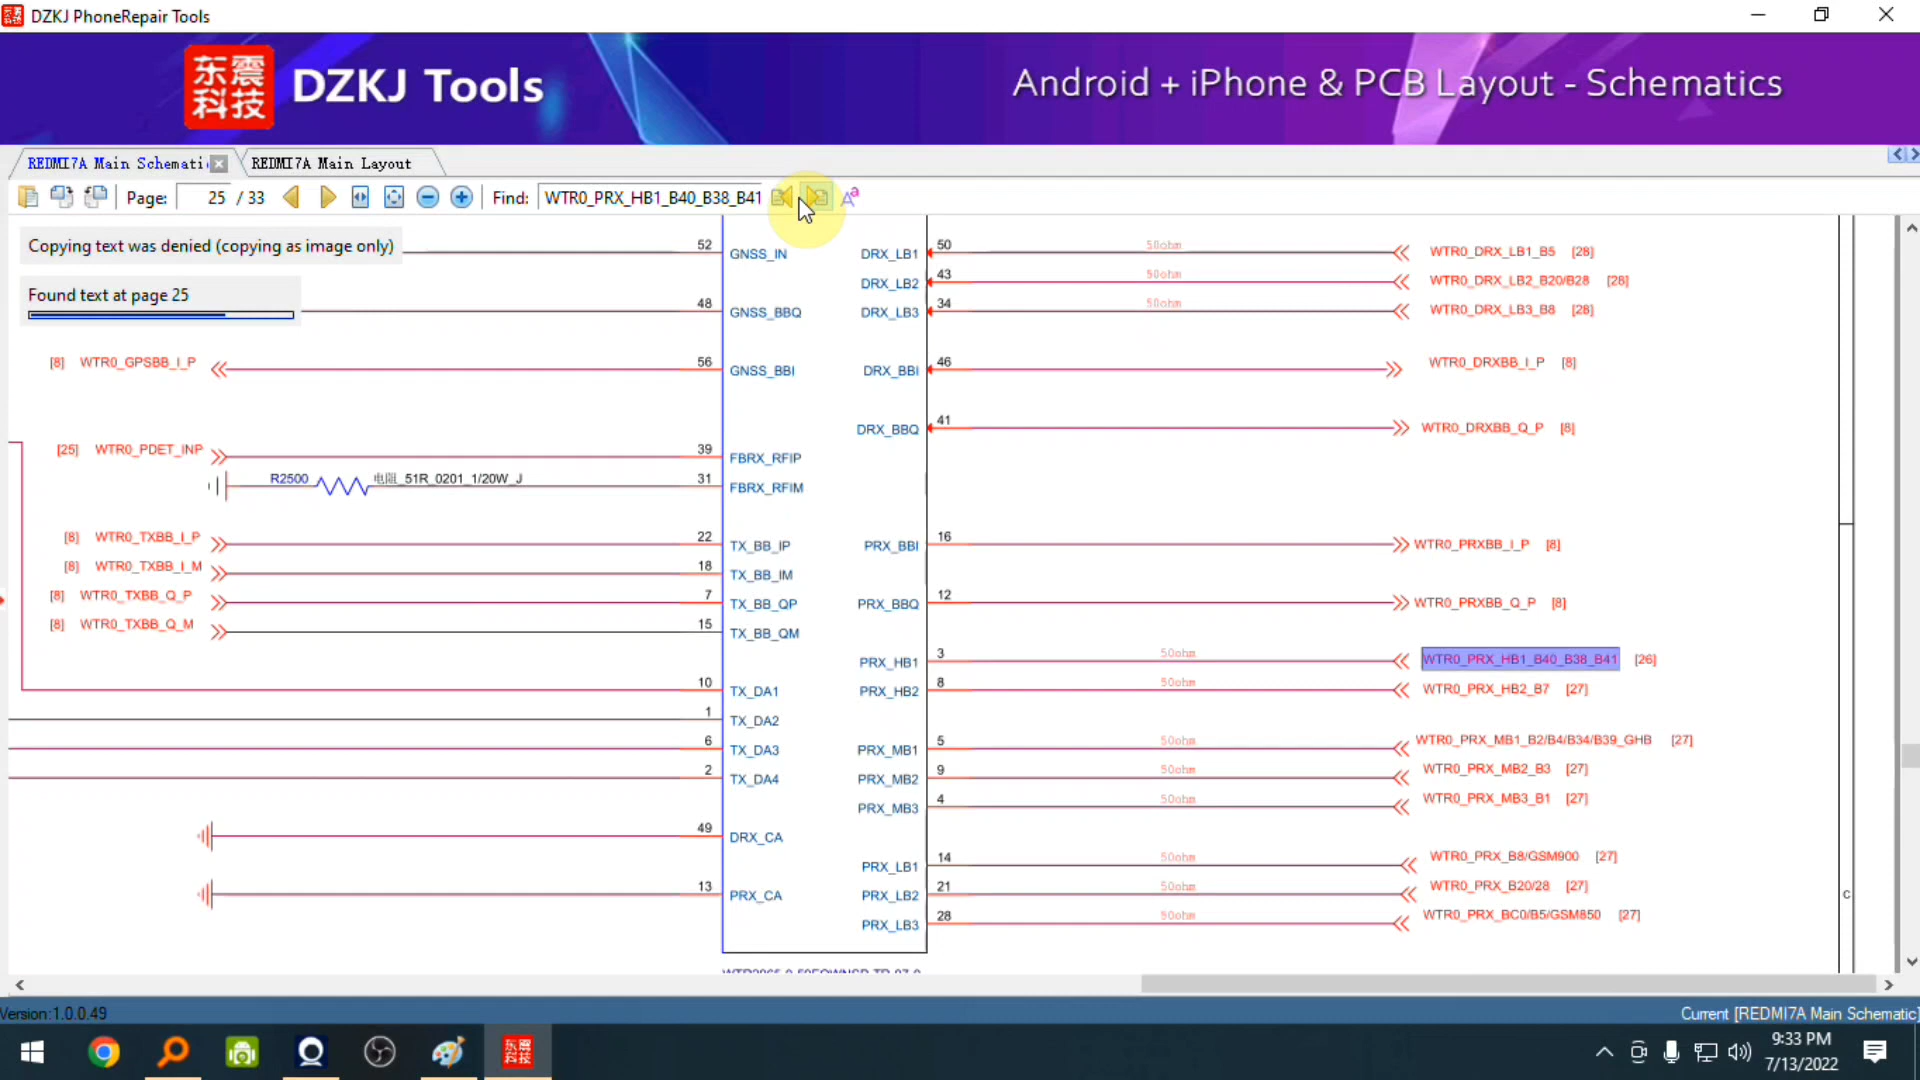 DZKJ PhoneRepair Tools
东震
科技
DZKJ Tools
Android + iPhone & PCB Layout - Schematics
REDMI7A Main Schemati
REDMI7A Main Layout
Page: 25 / 33 Find: WTR0_PRX_HB1_B40_B38_B41
Copying text was denied (copying as image only)
Found text at page 25
52 GNSS_IN DRX_LB1 50 50ohm WTR0_DRX_LB1_B5 [28]
DRX_LB2 43 50ohm WTR0_DRX_LB2_B20/B28 [28]
48 GNSS_BBQ DRX_LB3 34 50ohm WTR0_DRX_LB3_B8 [28]
[8] WTR0_GPSBB_I_P 56 GNSS_BBI DRX_BBI 46 WTR0_DRXBB_I_P [8]
DRX_BBQ 41 WTR0_DRXBB_Q_P [8]
[25] WTR0_PDET_INP 39 FBRX_RFIP
R2500 电阻_51R_0201_1/20W_J 31 FBRX_RFIM
[8] WTR0_TXBB_I_P 22 TX_BB_IP PRX_BBI 16 WTR0_PRXBB_I_P [8]
[8] WTR0_TXBB_I_M 18 TX_BB_IM
[8] WTR0_TXBB_Q_P 7 TX_BB_QP PRX_BBQ 12 WTR0_PRXBB_Q_P [8]
[8] WTR0_TXBB_Q_M 15 TX_BB_QM
PRX_HB1 3 50ohm WTR0_PRX_HB1_B40_B38_B41 [26]
10 TX_DA1 PRX_HB2 8 50ohm WTR0_PRX_HB2_B7 [27]
1 TX_DA2
6 TX_DA3 PRX_MB1 5 50ohm WTR0_PRX_MB1_B2/B4/B34/B39_GHB [27]
2 TX_DA4 PRX_MB2 9 50ohm WTR0_PRX_MB2_B3 [27]
PRX_MB3 4 50ohm WTR0_PRX_MB3_B1 [27]
49 DRX_CA
PRX_LB1 14 50ohm WTR0_PRX_B8/GSM900 [27]
13 PRX_CA PRX_LB2 21 50ohm WTR0_PRX_B20/28 [27]
PRX_LB3 28 50ohm WTR0_PRX_BC0/B5/GSM850 [27]
C
Version:1.0.0.49
Current [REDMI7A Main Schematic]
东震
科技
9:33 PM
7/13/2022